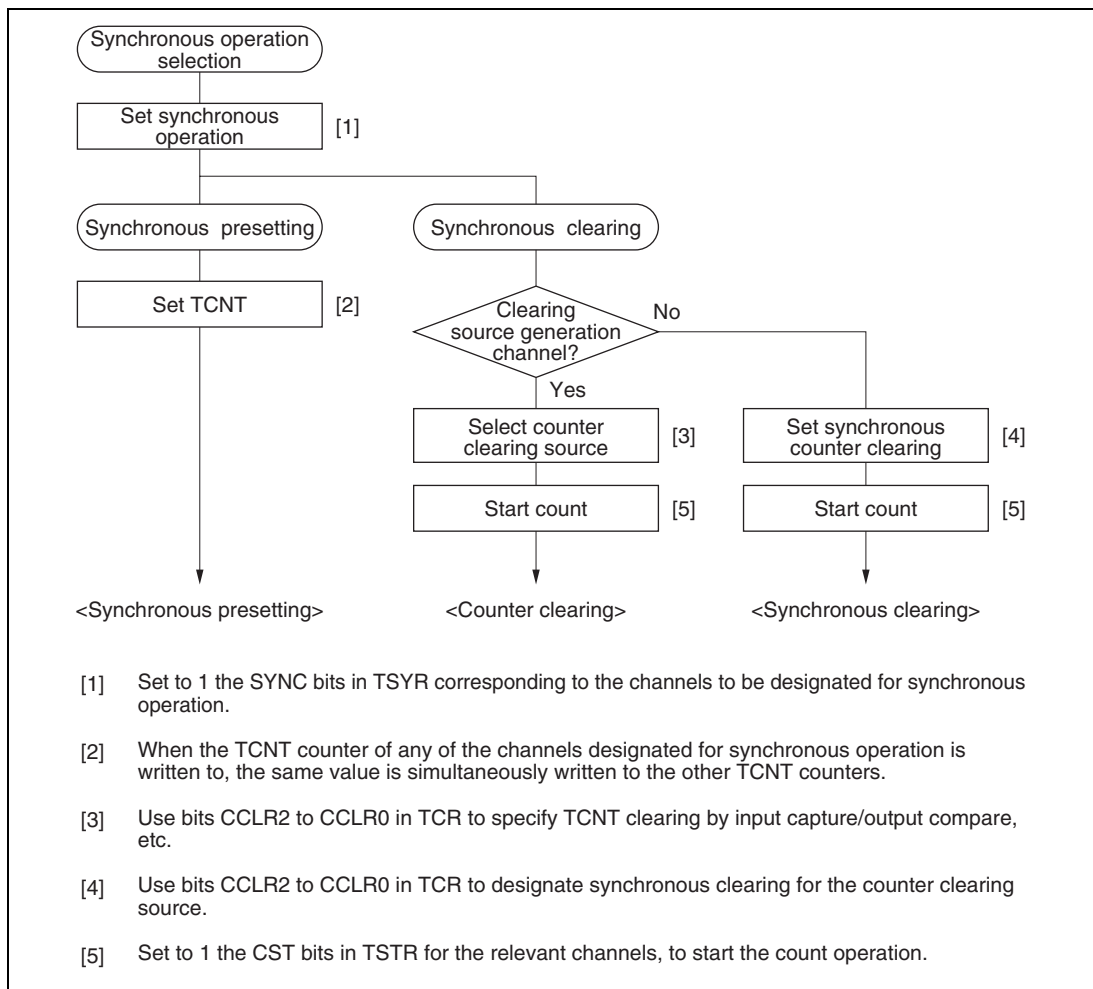 Synchronous operation
selection
Set synchronous
operation
[1]
Synchronous presetting
Synchronous clearing
Set TCNT
[2]
Clearing
source generation
channel?
No
Yes
Select counter
clearing source
[3]
Set synchronous
counter clearing
[4]
Start count
[5]
Start count
[5]
<Synchronous presetting>
<Counter clearing>
<Synchronous clearing>
[1] Set to 1 the SYNC bits in TSYR corresponding to the channels to be designated for synchronous
operation.
[2] When the TCNT counter of any of the channels designated for synchronous operation is
written to, the same value is simultaneously written to the other TCNT counters.
[3] Use bits CCLR2 to CCLR0 in TCR to specify TCNT clearing by input capture/output compare,
etc.
[4] Use bits CCLR2 to CCLR0 in TCR to designate synchronous clearing for the counter clearing
source.
[5] Set to 1 the CST bits in TSTR for the relevant channels, to start the count operation.